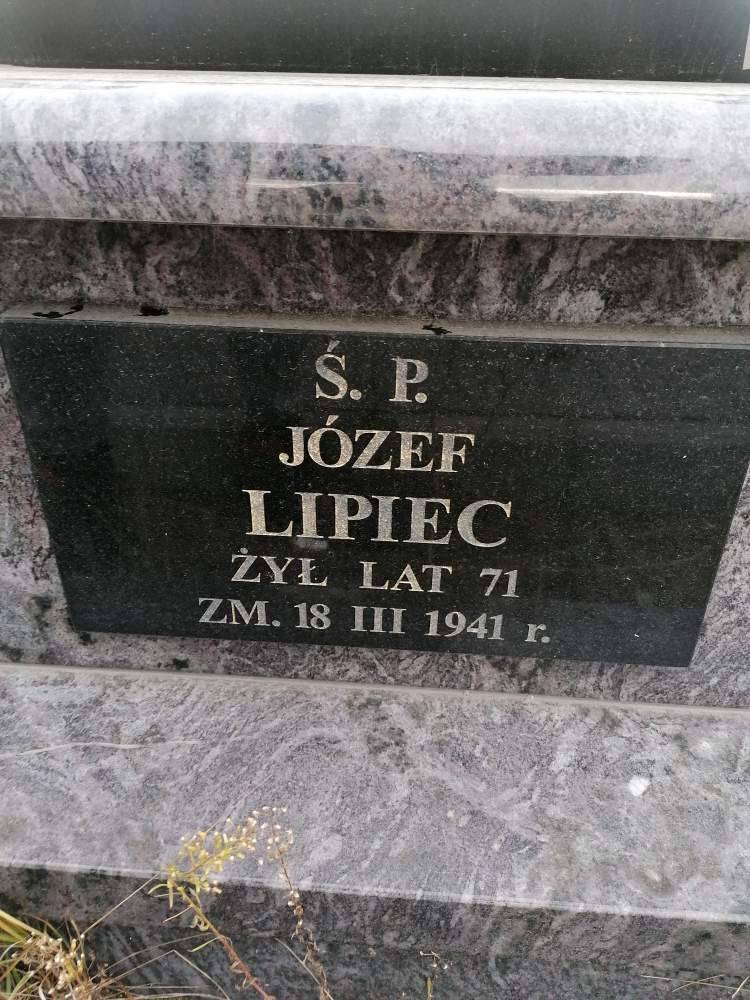 Ś. P.
JÓZEF
LIPIEC
ŻYŁ LAT 71
ZM. 18 III 1941 r.